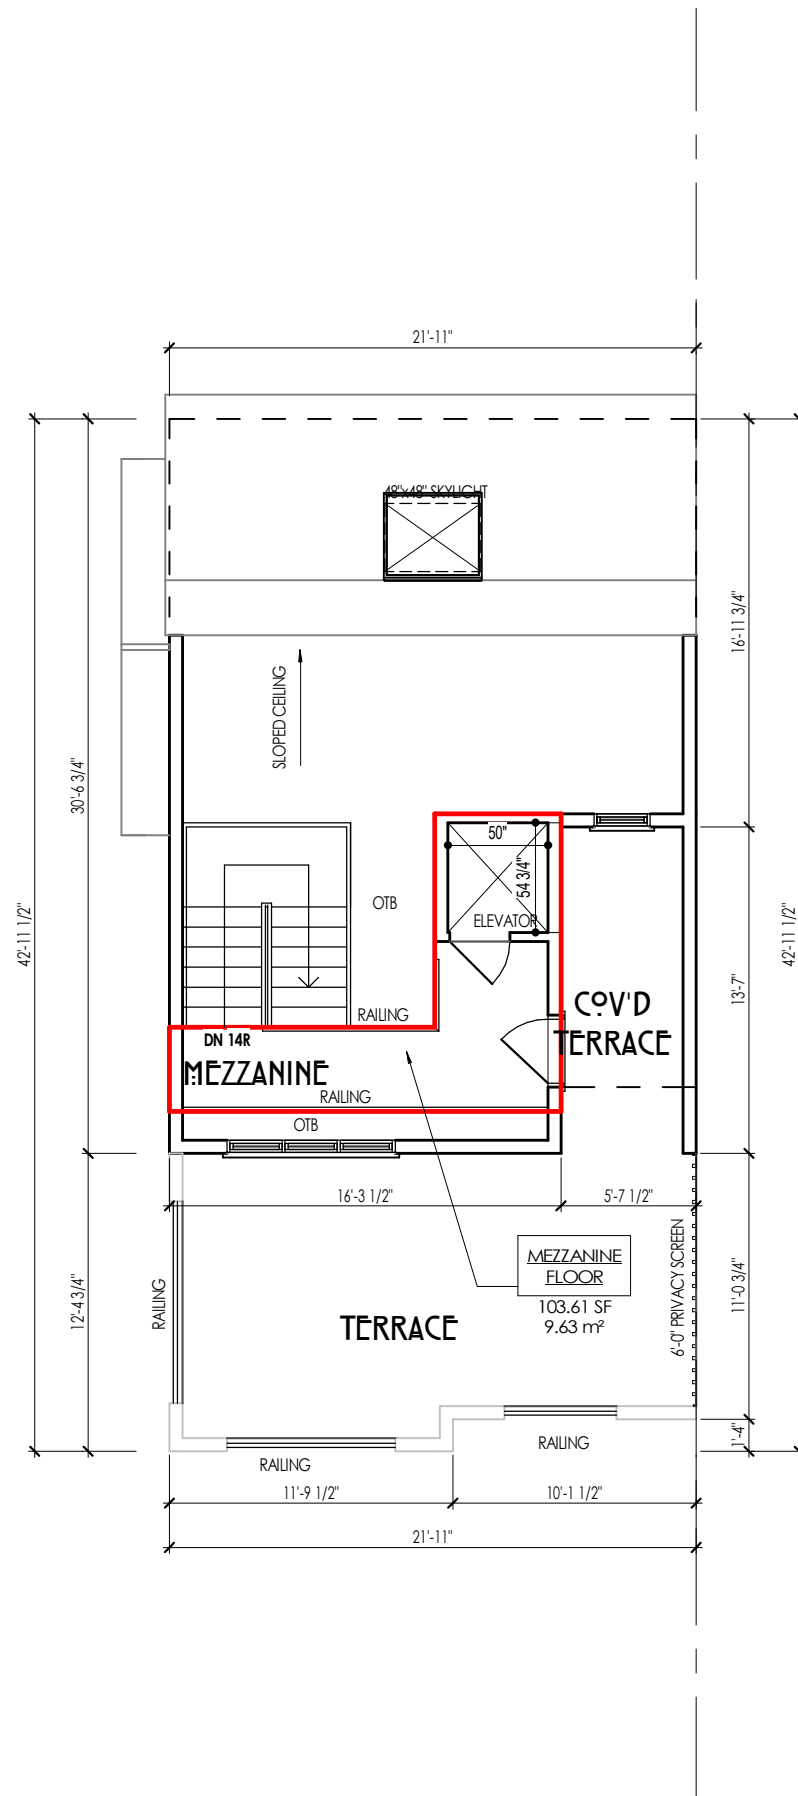 21'-11"
48"x48" SKYLIGHT
16'-11 3/4"
SLOPED CEILING
30'-6 3/4"
50"
54 3/4"
OTB
ELEVATOR
42'-11 1/2"
42'-11 1/2"
13'-7"
COV'D
TERRACE
RAILING
DN 14R
MEZZANINE
RAILING
OTB
16'-3 1/2"
5'-7 1/2"
MEZZANINE
FLOOR
103.61 SF
9.63 m²
6'-0" PRIVACY SCREEN
11'-0 3/4"
RAILING
12'-4 3/4"
TERRACE
1'-4"
RAILING
RAILING
11'-9 1/2"
10'-1 1/2"
21'-11"